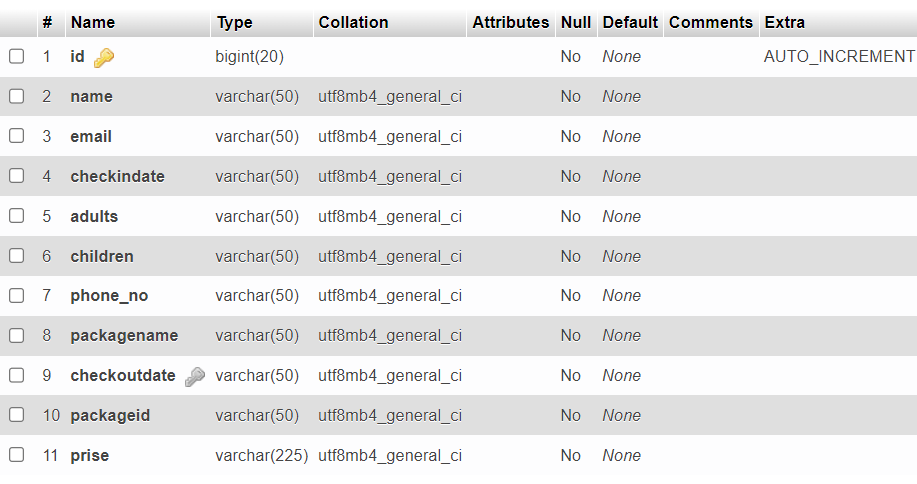 # Name Type Collation Attributes Null Default Comments Extra
1 id bigint(20) No None AUTO_INCREMENT
2 name varchar(50) utf8mb4_general_ci No None
3 email varchar(50) utf8mb4_general_ci No None
4 checkindate varchar(50) utf8mb4_general_ci No None
5 adults varchar(50) utf8mb4_general_ci No None
6 children varchar(50) utf8mb4_general_ci No None
7 phone_no varchar(50) utf8mb4_general_ci No None
8 packagename varchar(50) utf8mb4_general_ci No None
9 checkoutdate varchar(50) utf8mb4_general_ci No None
10 packageid varchar(50) utf8mb4_general_ci No None
11 prise varchar(225) utf8mb4_general_ci No None